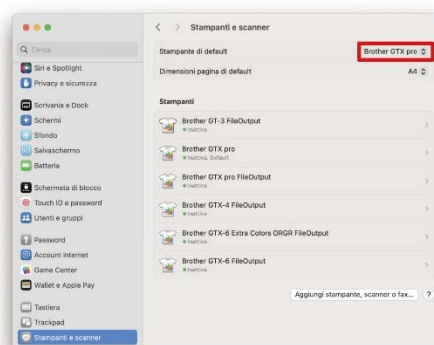 Stampanti e scanner
Cerca
Siri e Spotlight
Privacy e sicurezza
Scrivania e Dock
Schermi
Sfondo
Salvaschermo
Batteria
Schermata di blocco
Touch ID e password
Utenti e gruppi
Password
Account internet
Game Center
Wallet e Apple Pay
Tastiera
Trackpad
Stampanti e scanner
Stampante di default
Brother GTX pro
Dimensioni pagina di default
A4
Stampanti
Brother GT-3 FileOutput
Inattiva
Brother GTX pro
Inattiva, Default
Brother GTX pro FileOutput
Inattiva
Brother GTX-4 FileOutput
Inattiva
Brother GTX-6 Extra Colors ORGR FileOutput
Inattiva
Brother GTX-6 FileOutput
Inattiva
Aggiungi stampante, scanner o fax...
?